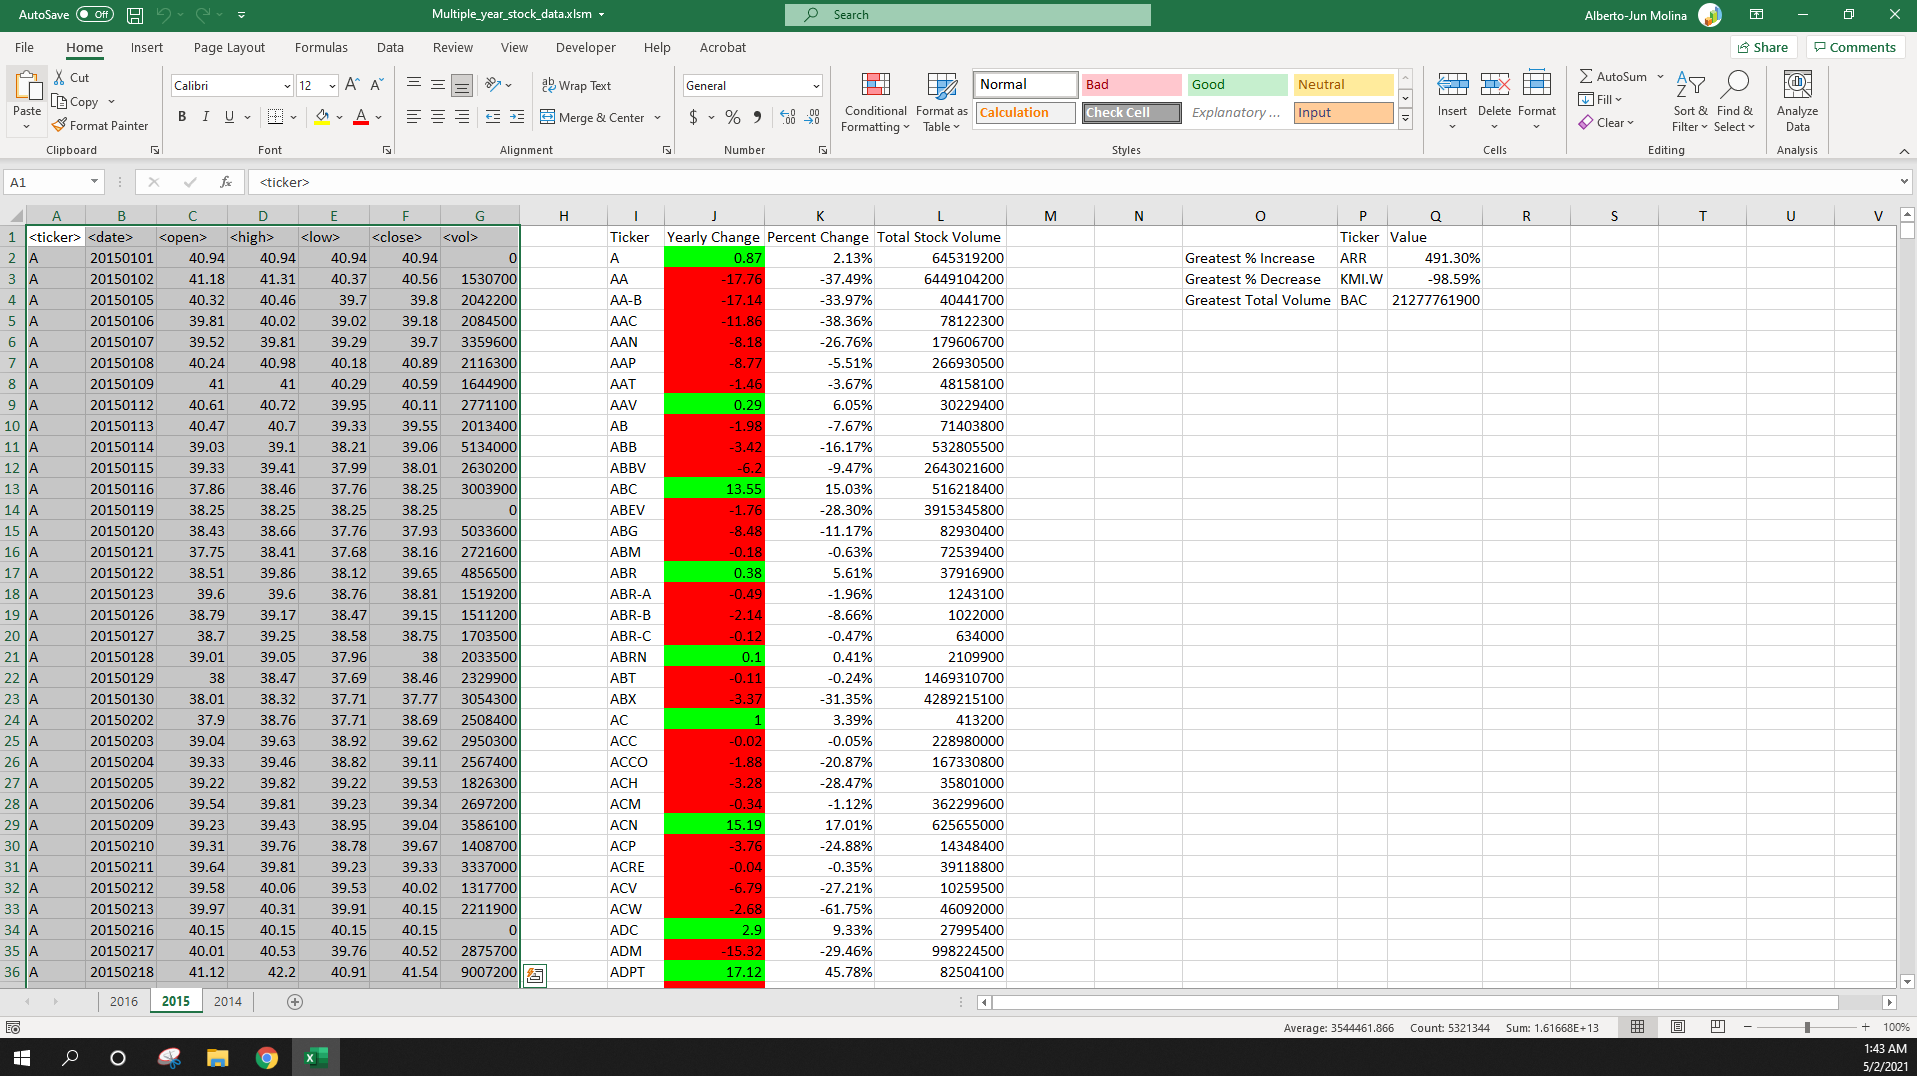 AutoSave Off Multiple_year_stock_data.xlsm Search Alberto-Jun Molina
File Home Insert Page Layout Formulas Data Review View Developer Help Acrobat Share Comments
Cut Calibri 12 Wrap Text General Normal Bad Good Neutral AutoSum
Copy Fill
Paste Conditional Format as Insert Delete Format Sort & Find & Analyze
Format Painter B I U Merge & Center $ % Formatting Table Calculation Check Cell Explanatory ... Input Clear Filter Select Data
Clipboard Font Alignment Number Styles Cells Editing Analysis
A1 fx <ticker>
A B C D E F G H I J K L M N O P Q R S T U V
1 <ticker> <date> <open> <high> <low> <close> <vol> Ticker Yearly Change Percent Change Total Stock Volume Ticker Value
2 A 20150101 40.94 40.94 40.94 40.94 0 A 0.87 2.13% 645319200 Greatest % Increase ARR 491.30%
3 A 20150102 41.18 41.31 40.37 40.56 1530700 AA -17.76 -37.49% 6449104200 Greatest % Decrease KMI.W -98.59%
4 A 20150105 40.32 40.46 39.7 39.8 2042200 AA-B -17.14 -33.97% 40441700 Greatest Total Volume BAC 21277761900
5 A 20150106 39.81 40.02 39.02 39.18 2084500 AAC -11.86 -38.36% 78122300
6 A 20150107 39.52 39.81 39.29 39.7 3359600 AAN -8.18 -26.76% 179606700
7 A 20150108 40.24 40.98 40.18 40.89 2116300 AAP -8.77 -5.51% 266930500
8 A 20150109 41 41 40.29 40.59 1644900 AAT -1.46 -3.67% 48158100
9 A 20150112 40.61 40.72 39.95 40.11 2771100 AAV 0.29 6.05% 30229400
10 A 20150113 40.47 40.7 39.33 39.55 2013400 AB -1.98 -7.67% 71403800
11 A 20150114 39.03 39.1 38.21 39.06 5134000 ABB -3.42 -16.17% 532805500
12 A 20150115 39.33 39.41 37.99 38.01 2630200 ABBV -6.2 -9.47% 2643021600
13 A 20150116 37.86 38.46 37.76 38.25 3003900 ABC 13.55 15.03% 516218400
14 A 20150119 38.25 38.25 38.25 38.25 0 ABEV -1.76 -28.30% 3915345800
15 A 20150120 38.43 38.66 37.76 37.93 5033600 ABG -8.48 -11.17% 82930400
16 A 20150121 37.75 38.41 37.68 38.16 2721600 ABM -0.18 -0.63% 72539400
17 A 20150122 38.51 39.86 38.12 39.65 4856500 ABR 0.38 5.61% 37916900
18 A 20150123 39.6 39.6 38.76 38.81 1519200 ABR-A -0.49 -1.96% 1243100
19 A 20150126 38.79 39.17 38.47 39.15 1511200 ABR-B -2.14 -8.66% 1022000
20 A 20150127 38.7 39.25 38.58 38.75 1703500 ABR-C -0.12 -0.47% 634000
21 A 20150128 39.01 39.05 37.96 38 2033500 ABRN 0.1 0.41% 2109900
22 A 20150129 38 38.47 37.69 38.46 2329900 ABT -0.11 -0.24% 1469310700
23 A 20150130 38.01 38.32 37.71 37.77 3054300 ABX -3.37 -31.35% 4289215100
24 A 20150202 37.9 38.76 37.71 38.69 2508400 AC 1 3.39% 413200
25 A 20150203 39.04 39.63 38.92 39.62 2950300 ACC -0.02 -0.05% 228980000
26 A 20150204 39.33 39.46 38.82 39.11 2567400 ACCO -1.88 -20.87% 167330800
27 A 20150205 39.22 39.82 39.22 39.53 1826300 ACH -3.28 -28.47% 35801000
28 A 20150206 39.54 39.81 39.23 39.34 2697200 ACM -0.34 -1.12% 362299600
29 A 20150209 39.23 39.43 38.95 39.04 3586100 ACN 15.19 17.01% 625655000
30 A 20150210 39.31 39.76 38.78 39.67 1408700 ACP -3.76 -24.88% 14348400
31 A 20150211 39.64 39.81 39.23 39.33 3337000 ACRE -0.04 -0.35% 39118800
32 A 20150212 39.58 40.06 39.53 40.02 1317700 ACV -6.79 -27.21% 10259500
33 A 20150213 39.97 40.31 39.91 40.15 2211900 ACW -2.68 -61.75% 46092000
34 A 20150216 40.15 40.15 40.15 40.15 0 ADC 2.9 9.33% 27995400
35 A 20150217 40.01 40.53 39.76 40.52 2875700 ADM -15.32 -29.46% 998224500
36 A 20150218 41.12 42.2 40.91 41.54 9007200 ADPT 17.12 45.78% 82504100
2016 2015 2014
Average: 3544461.866 Count: 5321344 Sum: 1.61668E+13 100%
1:43 AM
5/2/2021